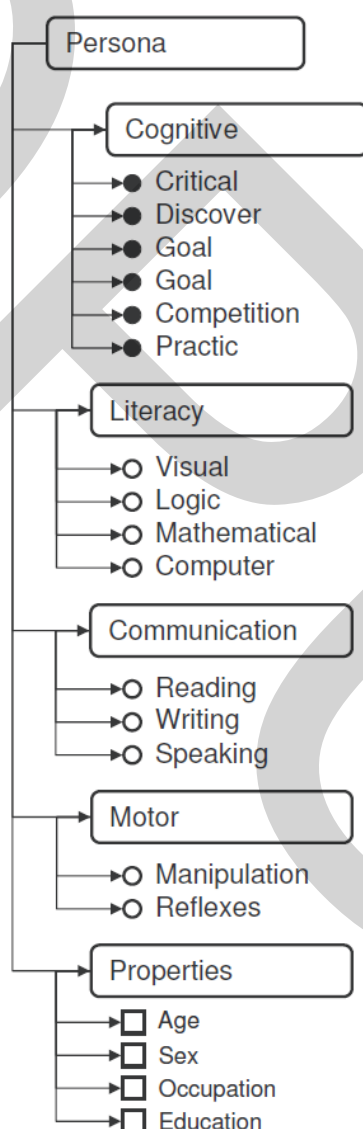 Persona
Cognitive
Critical
Discover
Goal
Goal
Competition
Practic
Literacy
Visual
Logic
Mathematical
Computer
Communication
Reading
Writing
Speaking
Motor
Manipulation
Reflexes
Properties
Age
Sex
Occupation
Education